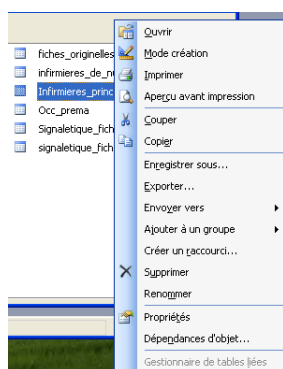 fiches_originelles
infirmieres_de_n
Infirmieres_princ
Occ_prema
Signaletique_fich
signaletique_fich
Ouvrir
Mode création
Imprimer
Aperçu avant impression
Couper
Copier
Enregistrer sous...
Exporter...
Envoyer vers
Ajouter à un groupe
Créer un raccourci...
Supprimer
Renommer
Propriétés
Dépendances d'objet...
Gestionnaire de tables liées